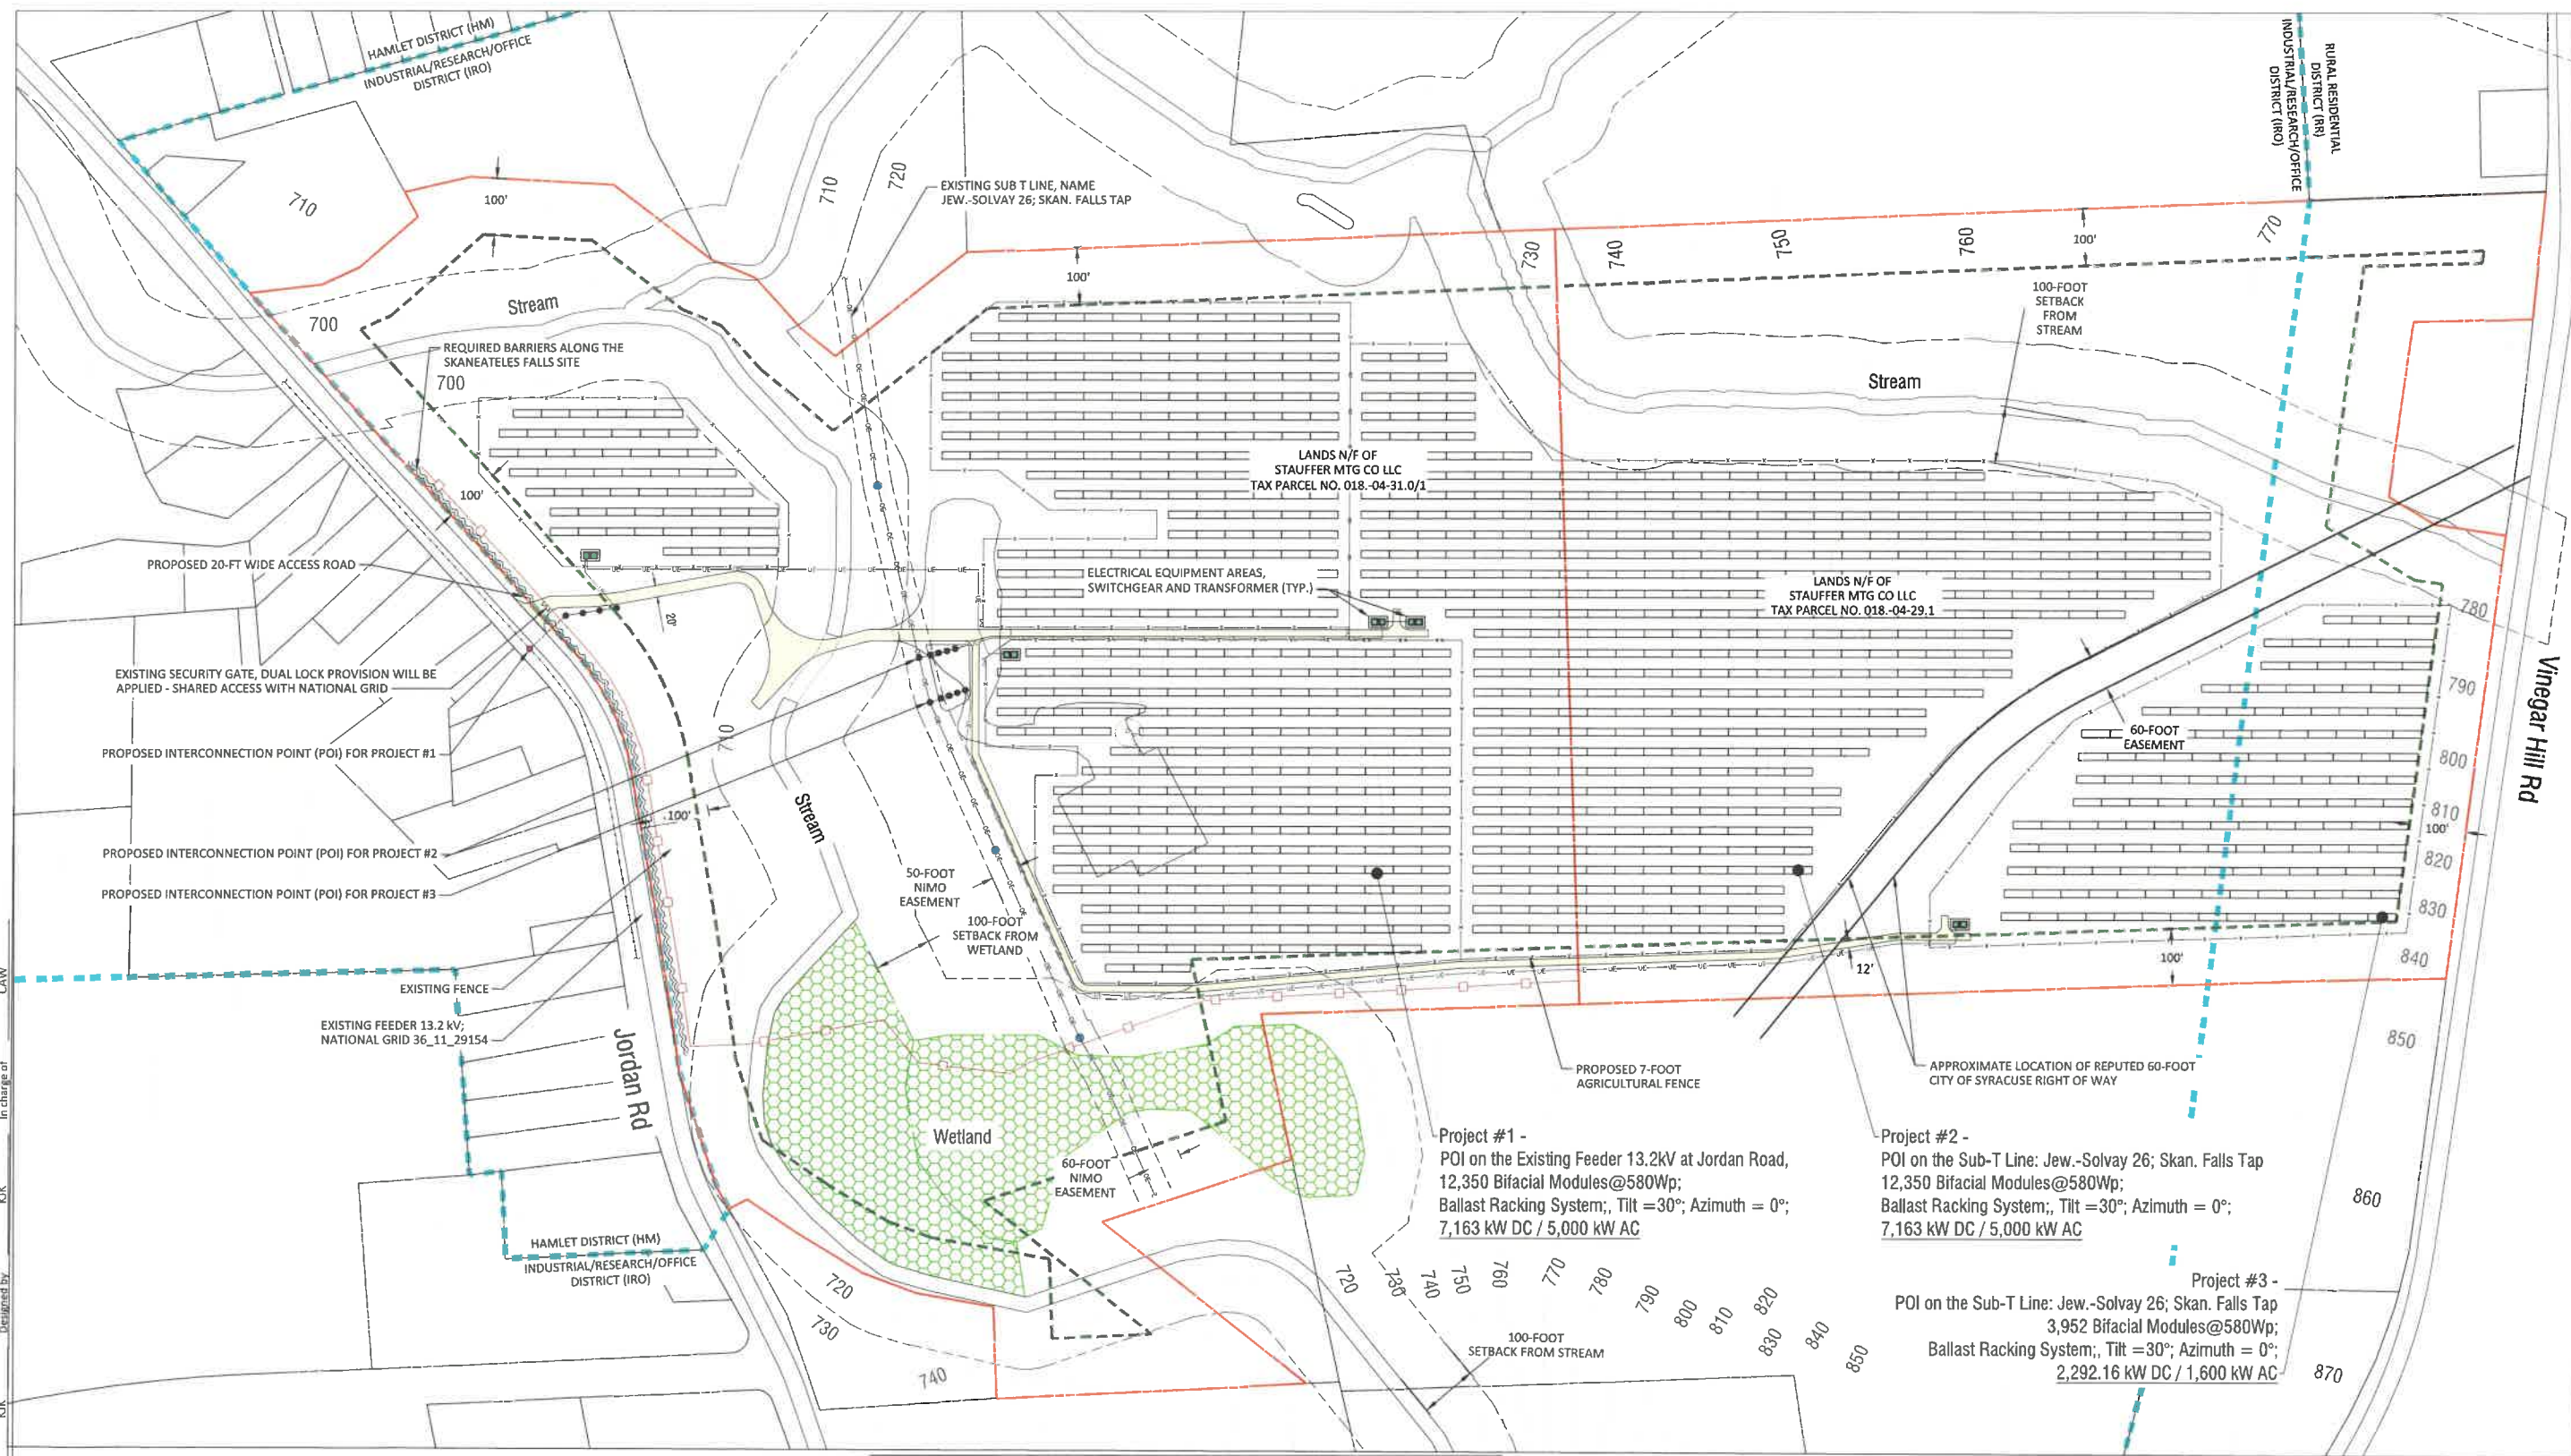 HAMLET DISTRICT (HM)
INDUSTRIAL/RESEARCH/OFFICE
DISTRICT (IRO)
RURAL RESIDENTIAL
DISTRICT (RR)
INDUSTRIAL/RESEARCH/OFFICE
DISTRICT (IRO)
710
100'
710
720
EXISTING SUB T LINE, NAME
JEW.-SOLVAY 26; SKAN. FALLS TAP
100'
730
740
750
760
100'
770
Stream
700
REQUIRED BARRIERS ALONG THE
SKANEATELES FALLS SITE
700
100-FOOT
SETBACK
FROM
STREAM
Stream
100'
LANDS N/F OF
STAUFFER MTG CO LLC
TAX PARCEL NO. 018.-04-31.0/1
PROPOSED 20-FT WIDE ACCESS ROAD
20'
ELECTRICAL EQUIPMENT AREAS,
SWITCHGEAR AND TRANSFORMER (TYP.)
LANDS N/F OF
STAUFFER MTG CO LLC
TAX PARCEL NO. 018.-04-29.1
780
790
800
810
100'
820
830
840
850
860
870
Vinegar Hill Rd
EXISTING SECURITY GATE, DUAL LOCK PROVISION WILL BE
APPLIED - SHARED ACCESS WITH NATIONAL GRID
PROPOSED INTERCONNECTION POINT (POI) FOR PROJECT #1
710
60-FOOT
EASEMENT
100'
Stream
PROPOSED INTERCONNECTION POINT (POI) FOR PROJECT #2
PROPOSED INTERCONNECTION POINT (POI) FOR PROJECT #3
50-FOOT
NIMO
EASEMENT
100-FOOT
SETBACK FROM
WETLAND
12'
100'
EXISTING FENCE
EXISTING FEEDER 13.2 kV;
NATIONAL GRID 36_11_29154
Jordan Rd
PROPOSED 7-FOOT
AGRICULTURAL FENCE
APPROXIMATE LOCATION OF REPUTED 60-FOOT
CITY OF SYRACUSE RIGHT OF WAY
Wetland
60-FOOT
NIMO
EASEMENT
Project #1 -
POI on the Existing Feeder 13.2kV at Jordan Road,
12,350 Bifacial Modules@580Wp;
Ballast Racking System;, Tilt =30°; Azimuth = 0°;
7,163 kW DC / 5,000 kW AC
Project #2 -
POI on the Sub-T Line: Jew.-Solvay 26; Skan. Falls Tap
12,350 Bifacial Modules@580Wp;
Ballast Racking System;, Tilt =30°; Azimuth = 0°;
7,163 kW DC / 5,000 kW AC
Project #3 -
POI on the Sub-T Line: Jew.-Solvay 26; Skan. Falls Tap
3,952 Bifacial Modules@580Wp;
Ballast Racking System;, Tilt =30°; Azimuth = 0°;
2,292.16 kW DC / 1,600 kW AC
HAMLET DISTRICT (HM)
INDUSTRIAL/RESEARCH/OFFICE
DISTRICT (IRO)
720
730
740
720
730
740
750
760
770
780
790
800
810
820
830
840
850
100-FOOT
SETBACK FROM STREAM
In charge of
Designed by
KJK